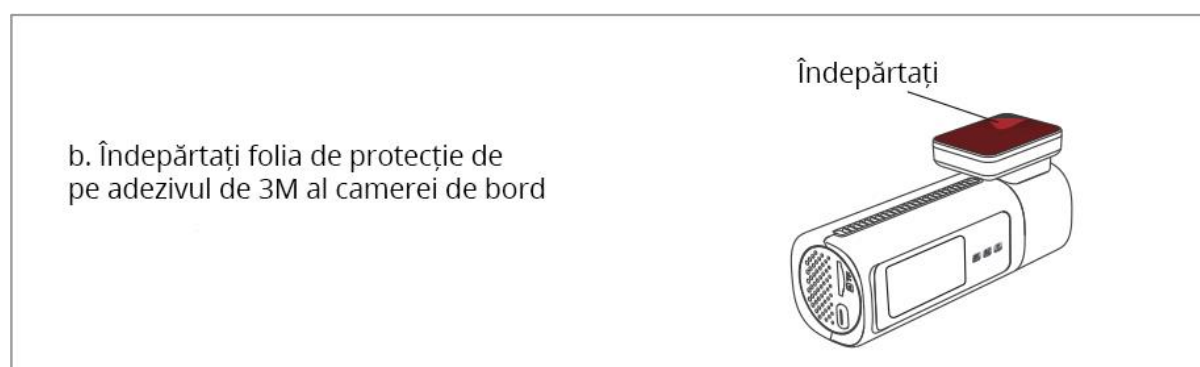 Îndepărtați
b. Îndepărtați folia de protecție de
pe adezivul de 3M al camerei de bord